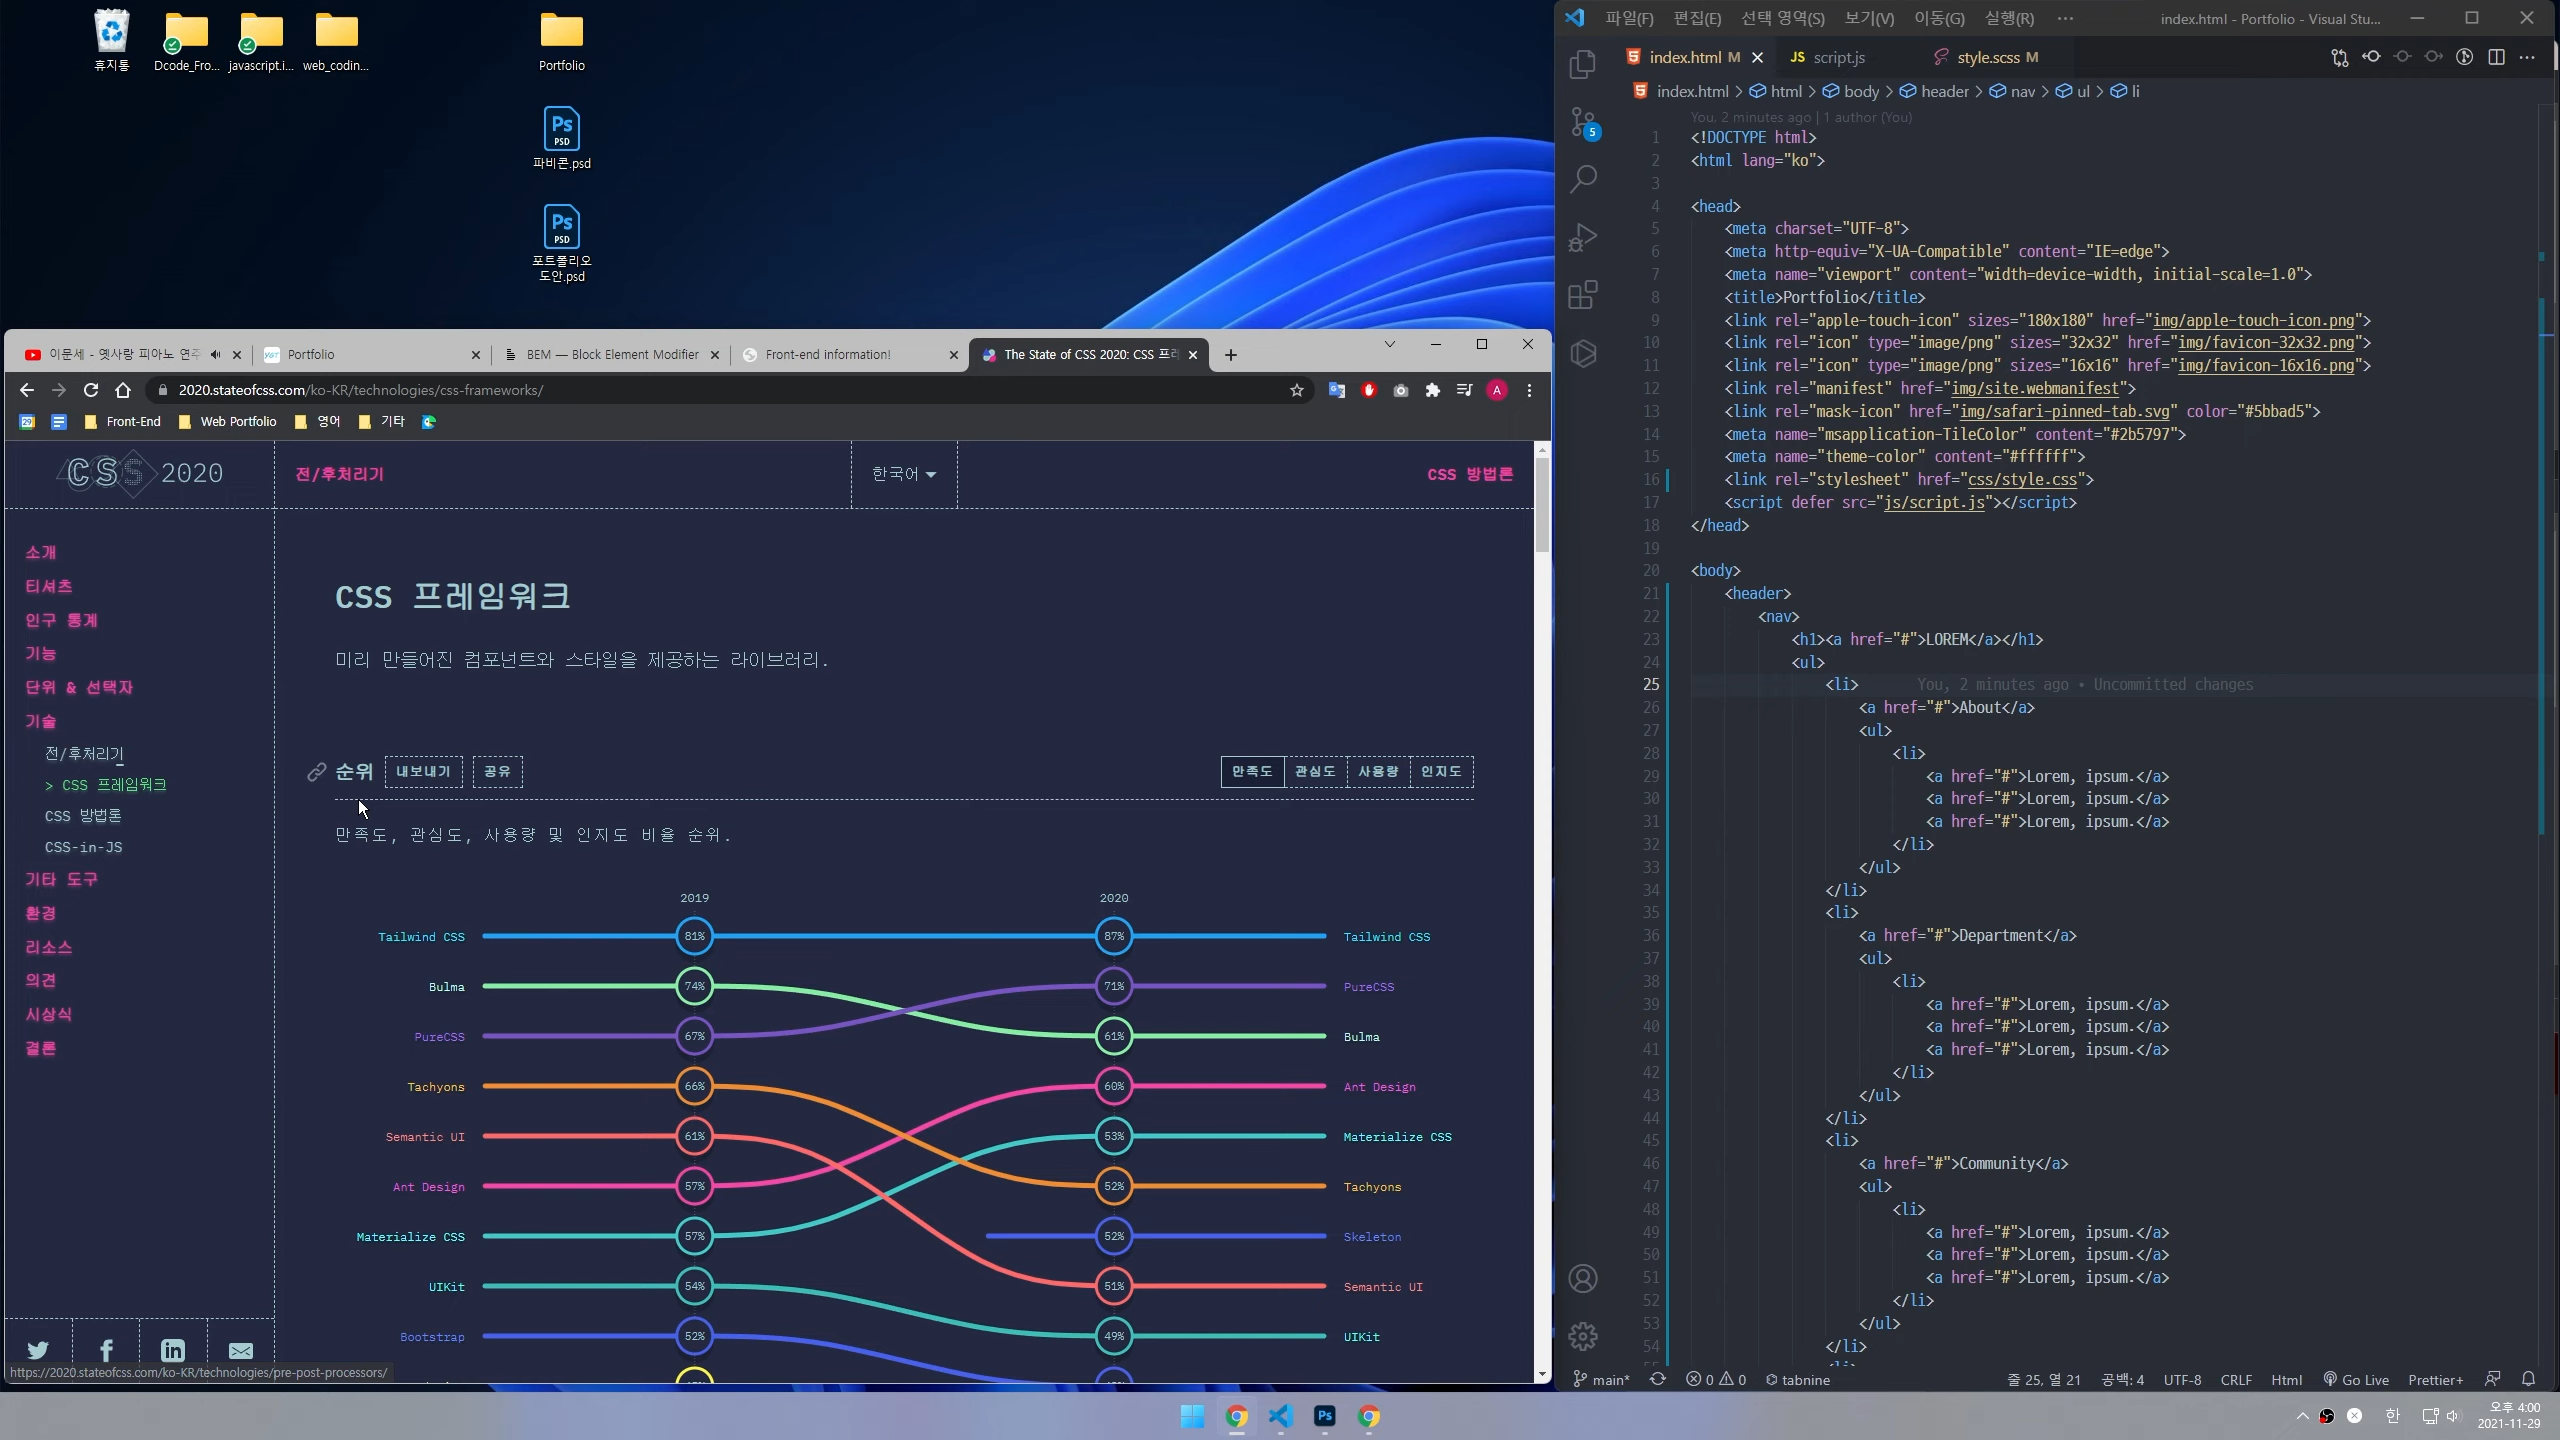 휴지통
Dcode_Fro...
javascript.i...
web_codin...
Portfolio
Ps
PSD
파비콘.psd
Ps
PSD
포트폴리오
도안.psd
이문세 - 옛사랑 피아노 연주
Portfolio
BEM — Block Element Modifier
Front-end information!
The State of CSS 2020: CSS 프레
2020.stateofcss.com/ko-KR/technologies/css-frameworks/
A
Front-End
Web Portfolio
영어
기타
CSS 2020
전/후처리기
한국어
CSS 방법론
소개
티셔츠
인구 통계
기능
단위 & 선택자
기술
전/후처리기
> CSS 프레임워크
CSS 방법론
CSS-in-JS
기타 도구
환경
리소스
의견
시상식
결론
CSS 프레임워크
미리 만들어진 컴포넌트와 스타일을 제공하는 라이브러리.
순위
내보내기
공유
만족도
관심도
사용량
인지도
만족도, 관심도, 사용량 및 인지도 비율 순위.
2019
2020
Tailwind CSS 81% 87% Tailwind CSS
Bulma 74% 71% PureCSS
PureCSS 67% 61% Bulma
Tachyons 66% 60% Ant Design
Semantic UI 61% 53% Materialize CSS
Ant Design 57% 52% Tachyons
Materialize CSS 57% 52% Skeleton
UIKit 54% 51% Semantic UI
Bootstrap 52% 49% UIKit
https://2020.stateofcss.com/ko-KR/technologies/pre-post-processors/
파일(F) 편집(E) 선택 영역(S) 보기(V) 이동(G) 실행(R) ···
index.html - Portfolio - Visual Stu...
index.html M
JS script.js
style.scss M
index.html > html > body > header > nav > ul > li
5
You, 2 minutes ago | 1 author (You)
1 <!DOCTYPE html>
2 <html lang="ko">
3
4 <head>
5 <meta charset="UTF-8">
6 <meta http-equiv="X-UA-Compatible" content="IE=edge">
7 <meta name="viewport" content="width=device-width, initial-scale=1.0">
8 <title>Portfolio</title>
9 <link rel="apple-touch-icon" sizes="180x180" href="img/apple-touch-icon.png">
10 <link rel="icon" type="image/png" sizes="32x32" href="img/favicon-32x32.png">
11 <link rel="icon" type="image/png" sizes="16x16" href="img/favicon-16x16.png">
12 <link rel="manifest" href="img/site.webmanifest">
13 <link rel="mask-icon" href="img/safari-pinned-tab.svg" color="#5bbad5">
14 <meta name="msapplication-TileColor" content="#2b5797">
15 <meta name="theme-color" content="#ffffff">
16 <link rel="stylesheet" href="css/style.css">
17 <script defer src="js/script.js"></script>
18 </head>
19
20 <body>
21 <header>
22 <nav>
23 <h1><a href="#">LOREM</a></h1>
24 <ul>
25 <li> You, 2 minutes ago • Uncommitted changes
26 <a href="#">About</a>
27 <ul>
28 <li>
29 <a href="#">Lorem, ipsum.</a>
30 <a href="#">Lorem, ipsum.</a>
31 <a href="#">Lorem, ipsum.</a>
32 </li>
33 </ul>
34 </li>
35 <li>
36 <a href="#">Department</a>
37 <ul>
38 <li>
39 <a href="#">Lorem, ipsum.</a>
40 <a href="#">Lorem, ipsum.</a>
41 <a href="#">Lorem, ipsum.</a>
42 </li>
43 </ul>
44 </li>
45 <li>
46 <a href="#">Community</a>
47 <ul>
48 <li>
49 <a href="#">Lorem, ipsum.</a>
50 <a href="#">Lorem, ipsum.</a>
51 <a href="#">Lorem, ipsum.</a>
52 </li>
53 </ul>
54 </li>
main* 0 0 tabnine 줄 25, 열 21 공백: 4 UTF-8 CRLF Html Go Live Prettier+
Ps
한
오후 4:00
2021-11-29